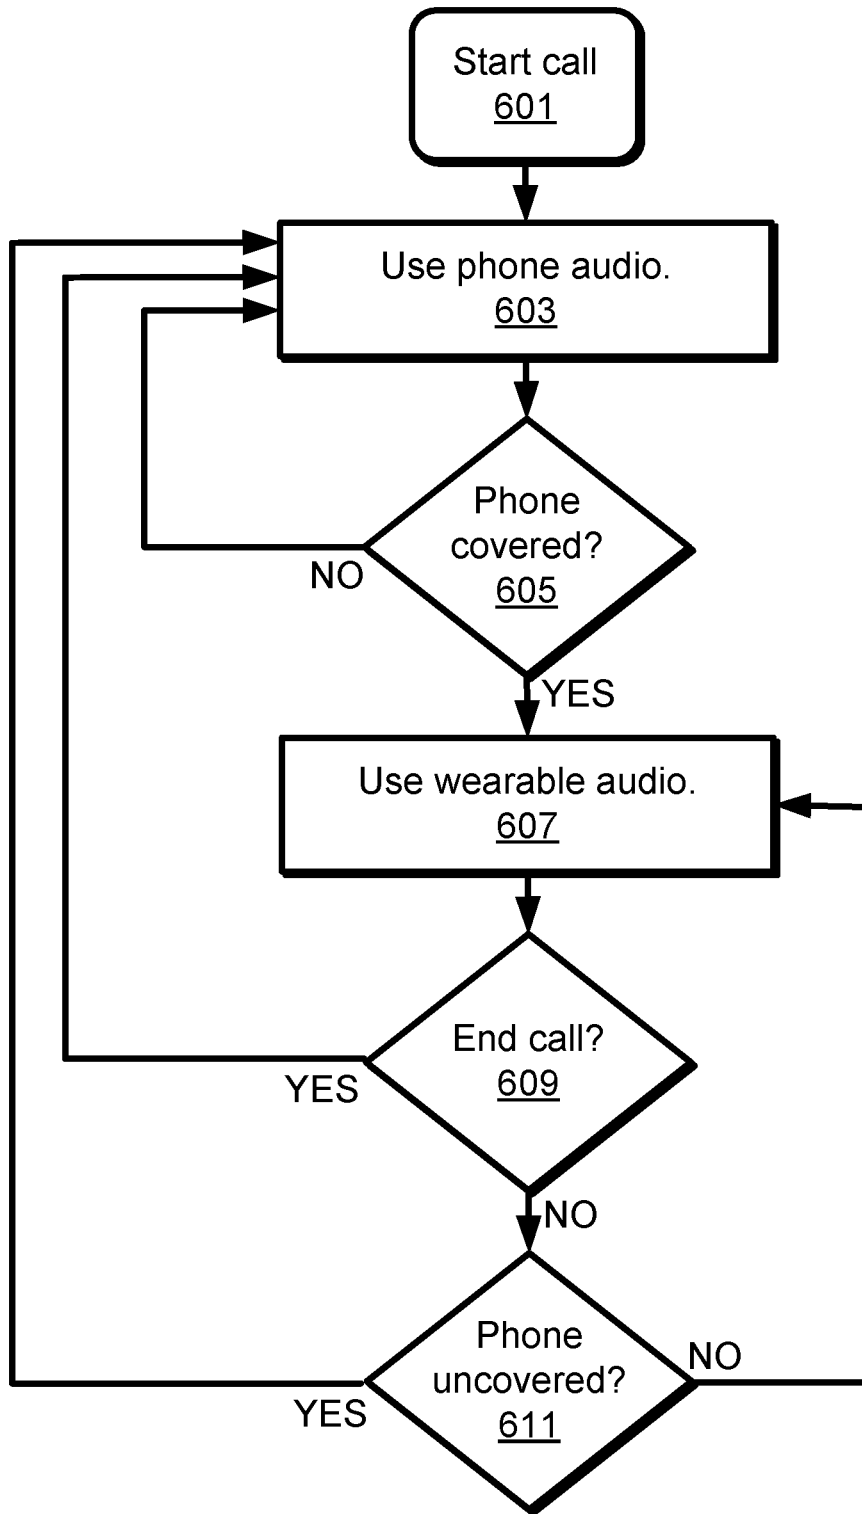 Start call
601
Use phone audio.
603
Phone
covered?
605
NO
YES
Use wearable audio.
607
End call?
609
YES
NO
Phone
uncovered?
611
NO
YES